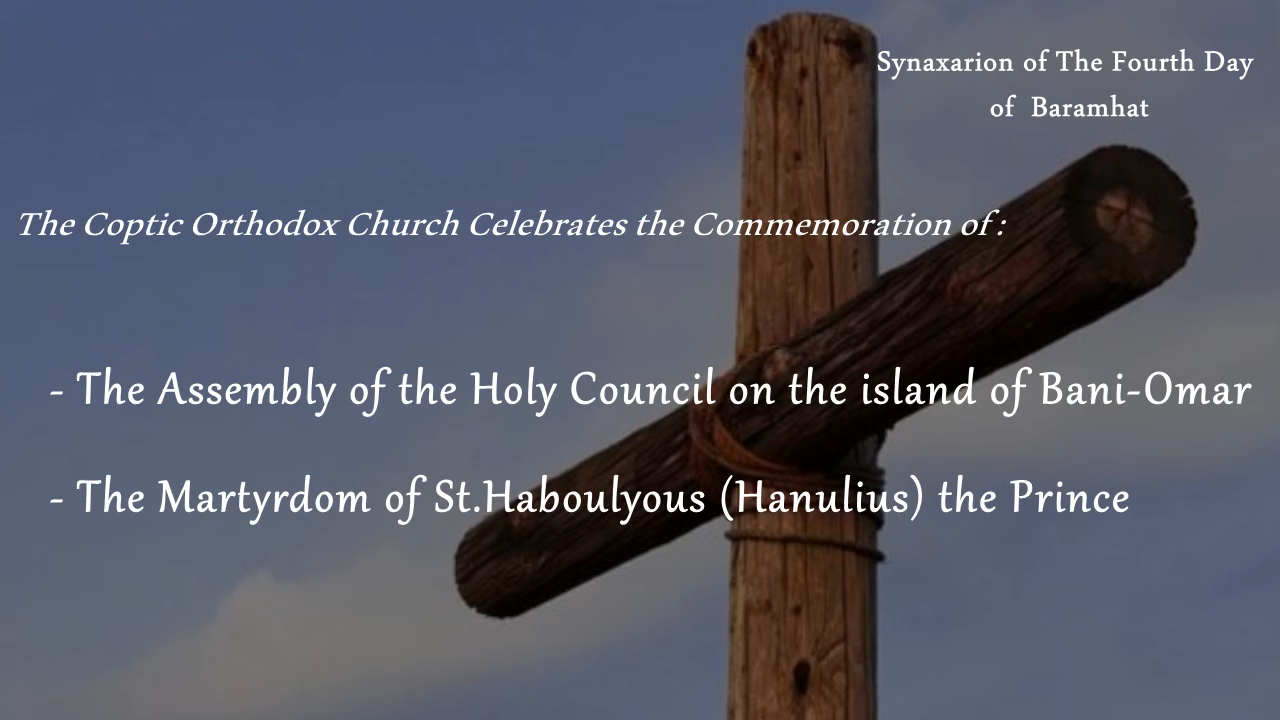 Synaxarion of The Fourth Day
of Baramhat
The Coptic Orthodox Church Celebrates the Commemoration of :
- The Assembly of the Holy Council on the island of Bani-Omar
- The Martyrdom of St.Haboulyous (Hanulius) the Prince